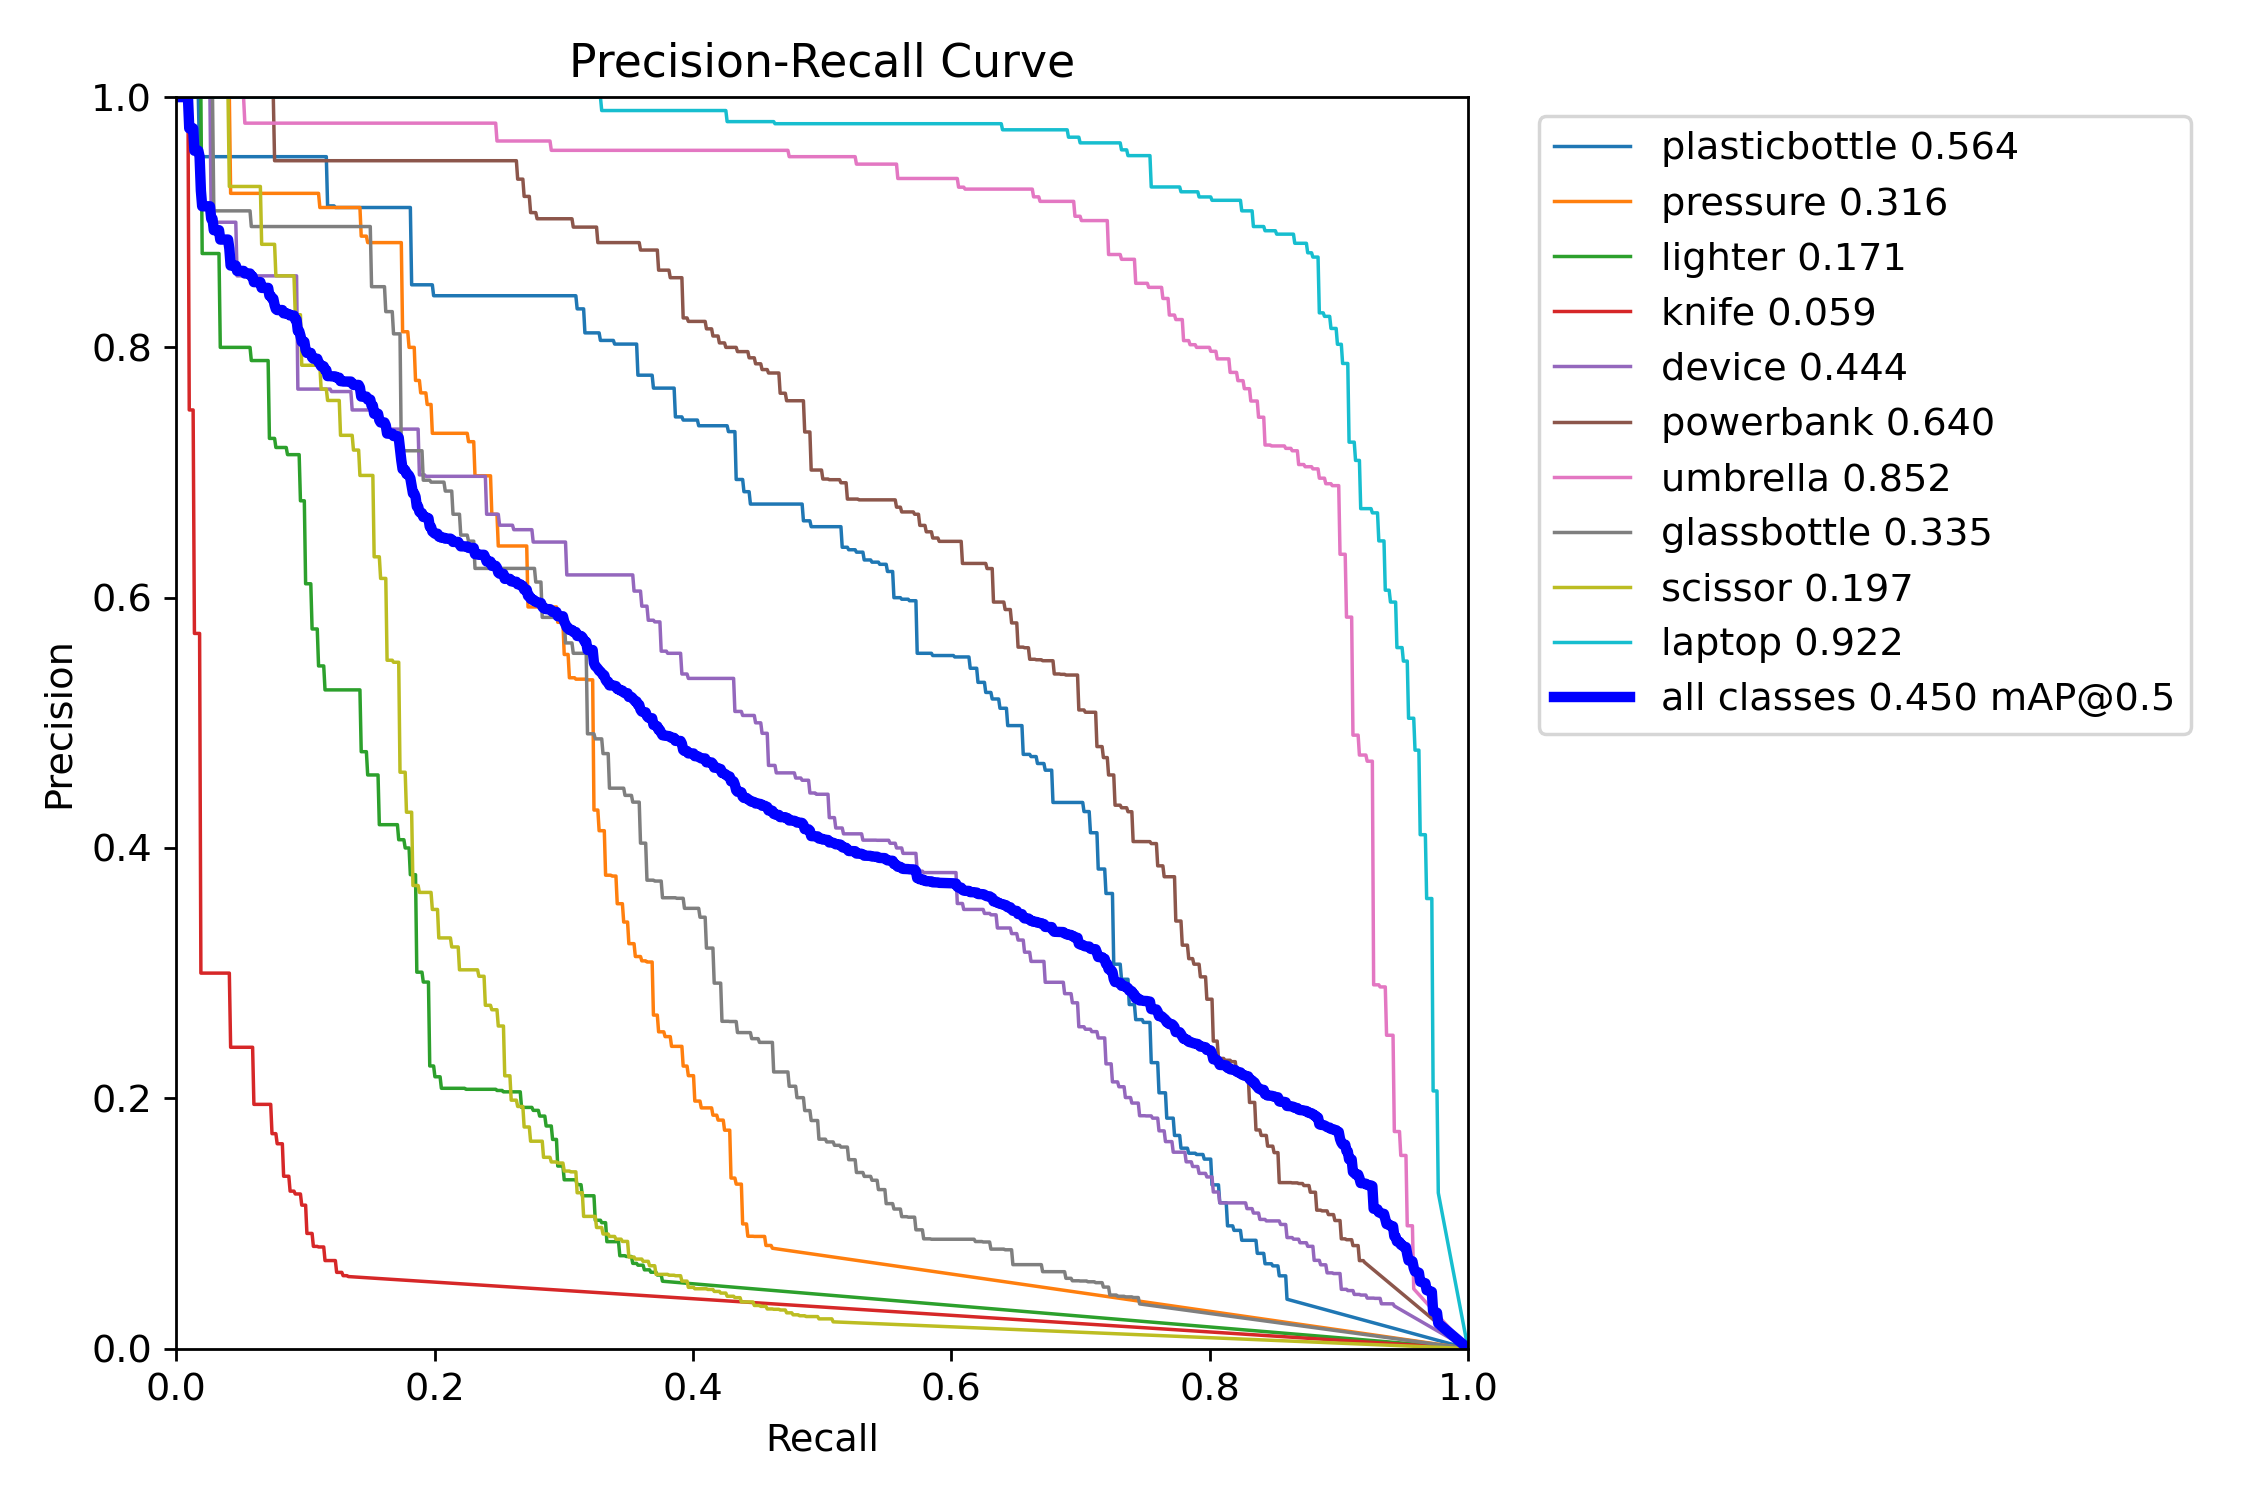 Precision-Recall Curve
1.0
0.8
0.6
0.4
0.2
0.0
Precision
0.0 0.2 0.4 0.6 0.8 1.0
Recall
plasticbottle 0.564
pressure 0.316
lighter 0.171
knife 0.059
device 0.444
powerbank 0.640
umbrella 0.852
glassbottle 0.335
scissor 0.197
laptop 0.922
all classes 0.450 mAP@0.5